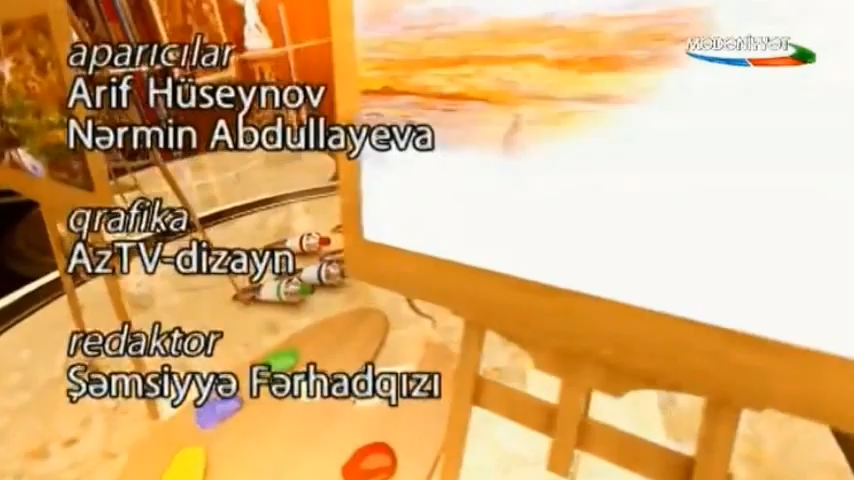 MƏDƏNİYYƏT
aparıcılar
Arif Hüseynov
Nərmin Abdullayeva
qrafika
AzTV-dizayn
redaktor
Şəmsiyyə Fərhadqızı